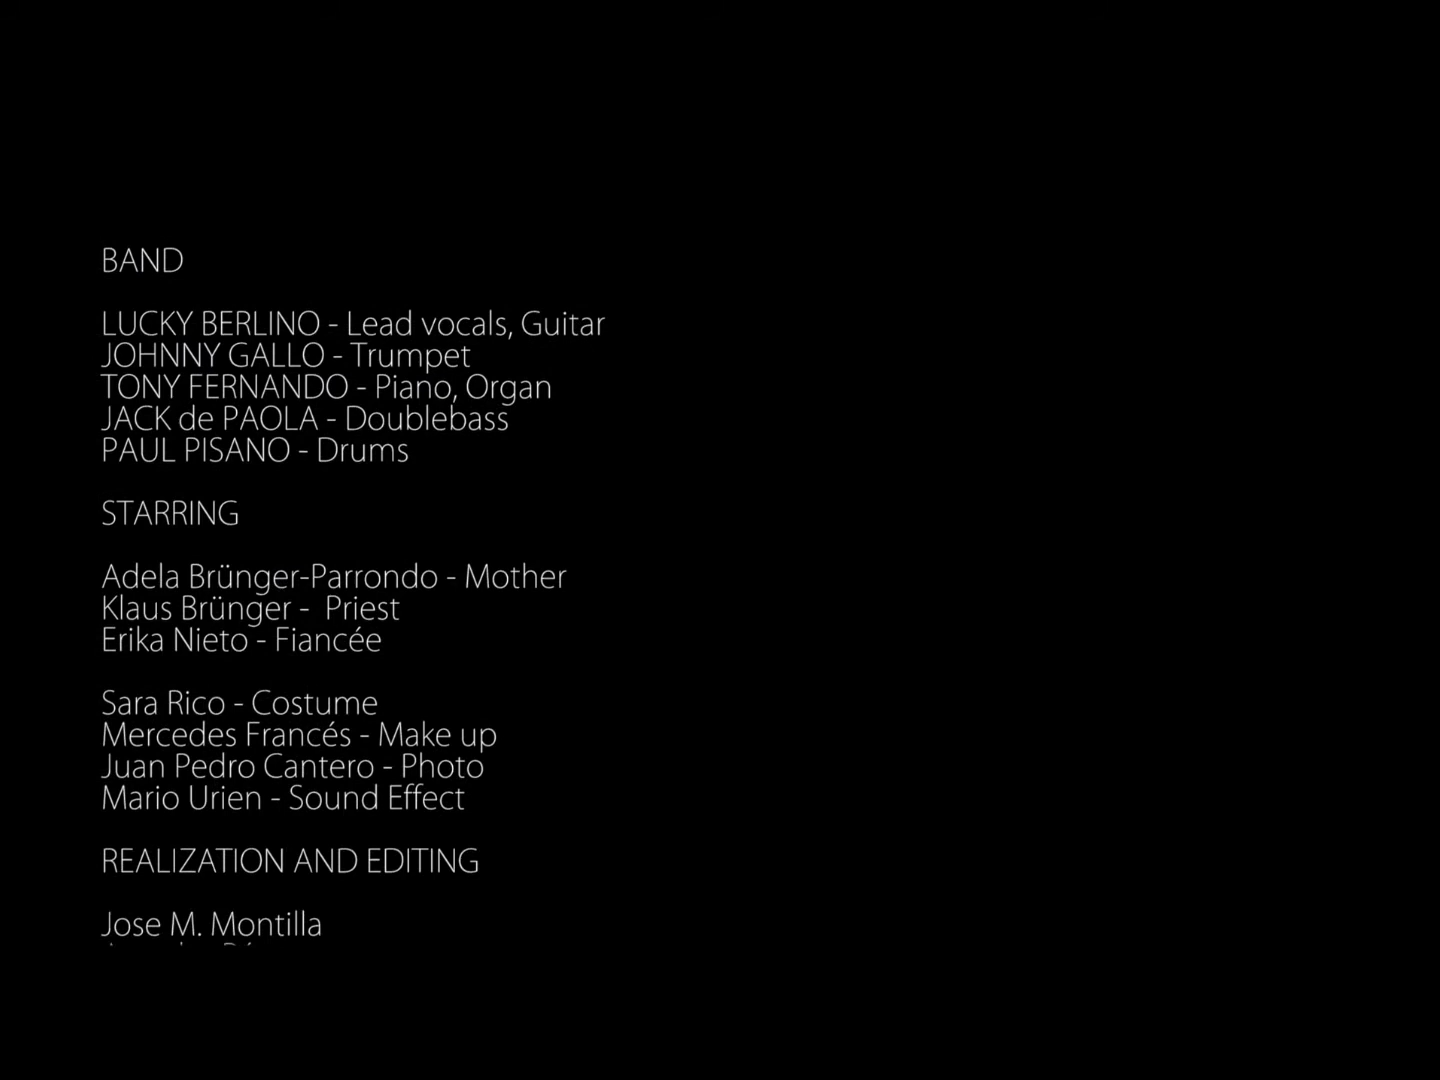 BAND
LUCKY BERLINO - Lead vocals, Guitar
JOHNNY GALLO - Trumpet
TONY FERNANDO - Piano, Organ
JACK de PAOLA - Doublebass
PAUL PISANO - Drums
STARRING
Adela Brünger-Parrondo - Mother
Klaus Brünger -  Priest
Erika Nieto - Fiancée
Sara Rico - Costume
Mercedes Francés - Make up
Juan Pedro Cantero - Photo
Mario Urien - Sound Effect
REALIZATION AND EDITING
Jose M. Montilla